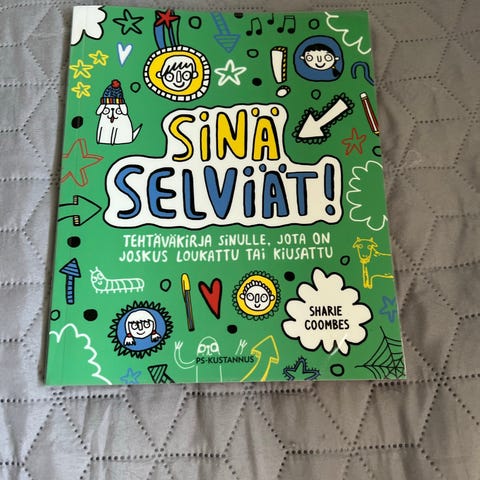 SINÄ
SELVIÄT!
TEHTÄVÄKIRJA SINULLE, JOTA ON
JOSKUS LOUKATTU TAI KIUSATTU
SHARIE
COOMBES
PS-KUSTANNUS